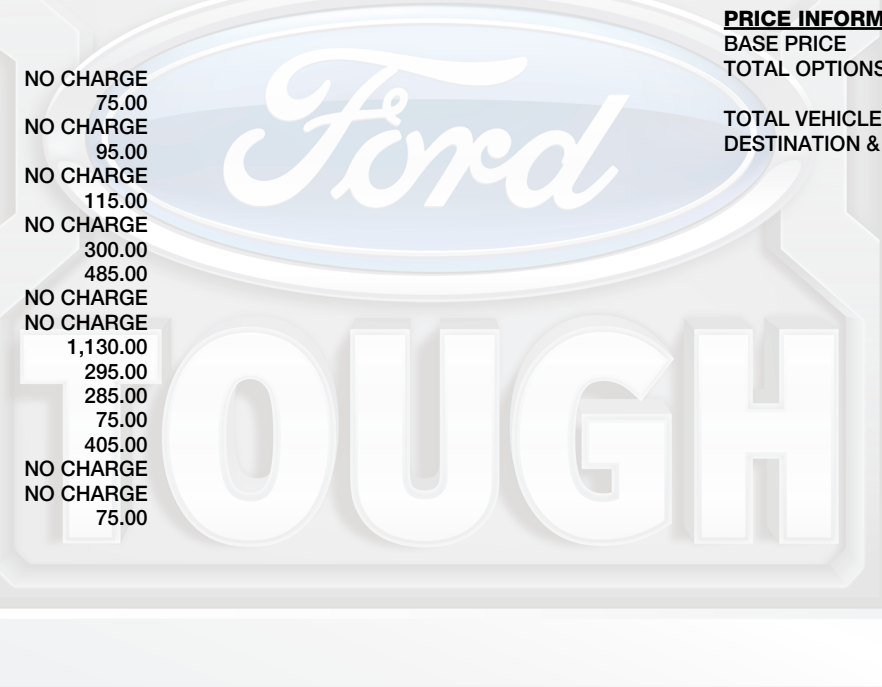 NO CHARGE
75.00
NO CHARGE
95.00
NO CHARGE
115.00
NO CHARGE
300.00
485.00
NO CHARGE
NO CHARGE
1,130.00
295.00
285.00
75.00
405.00
NO CHARGE
NO CHARGE
75.00
PRICE INFORM
BASE PRICE
TOTAL OPTIONS
TOTAL VEHICLE
DESTINATION &
Ford
TOUGH